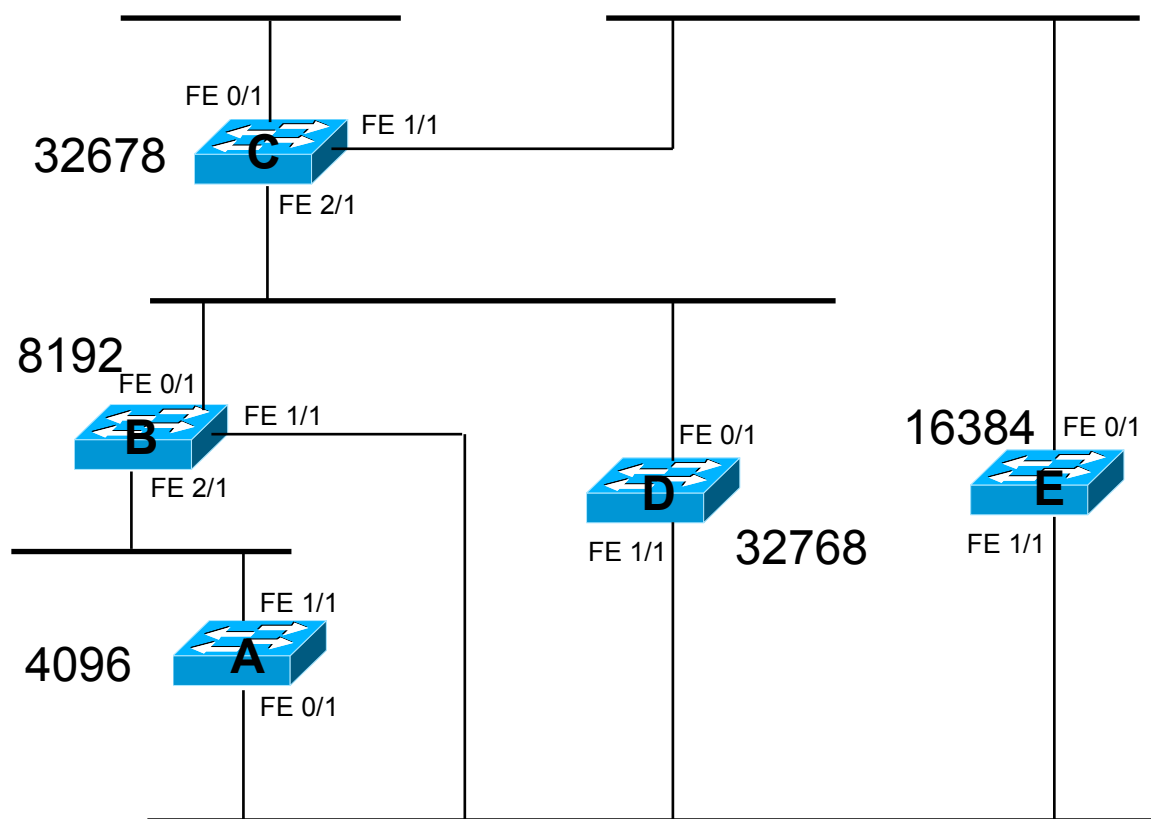 FE 0/1
FE 1/1
C
32678
FE 2/1
8192
FE 0/1
FE 1/1
B
FE 2/1
16384
FE 0/1
FE 0/1
D
E
FE 1/1
32768
FE 1/1
FE 1/1
A
4096
FE 0/1